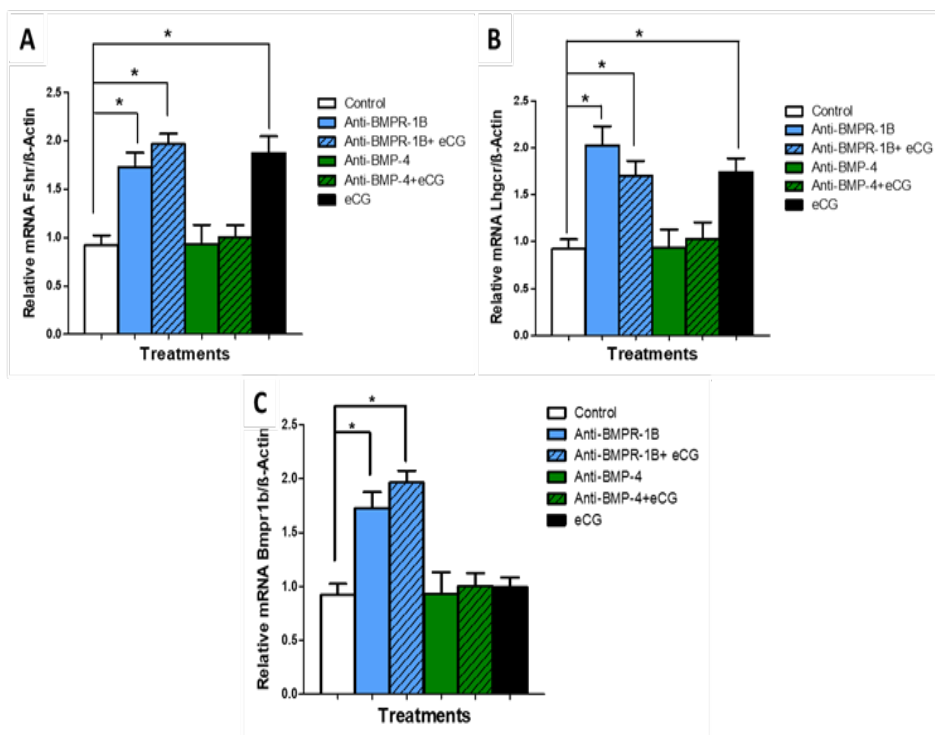 A
*
*
*
Relative mRNA Fshr/ß-Actin
2.5
2.0
1.5
1.0
0.5
0.0
Treatments
Control
Anti-BMPR-1B
Anti-BMPR-1B+ eCG
Anti-BMP-4
Anti-BMP-4+eCG
eCG
B
*
*
*
Relative mRNA Lhgcr/ß-Actin
2.5
2.0
1.5
1.0
0.5
0.0
Treatments
Control
Anti-BMPR-1B
Anti-BMPR-1B+ eCG
Anti-BMP-4
Anti-BMP-4+eCG
eCG
C
*
*
Relative mRNA Bmpr1b/ß-Actin
2.5
2.0
1.5
1.0
0.5
0.0
Treatments
Control
Anti-BMPR-1B
Anti-BMPR-1B+ eCG
Anti-BMP-4
Anti-BMP-4+eCG
eCG